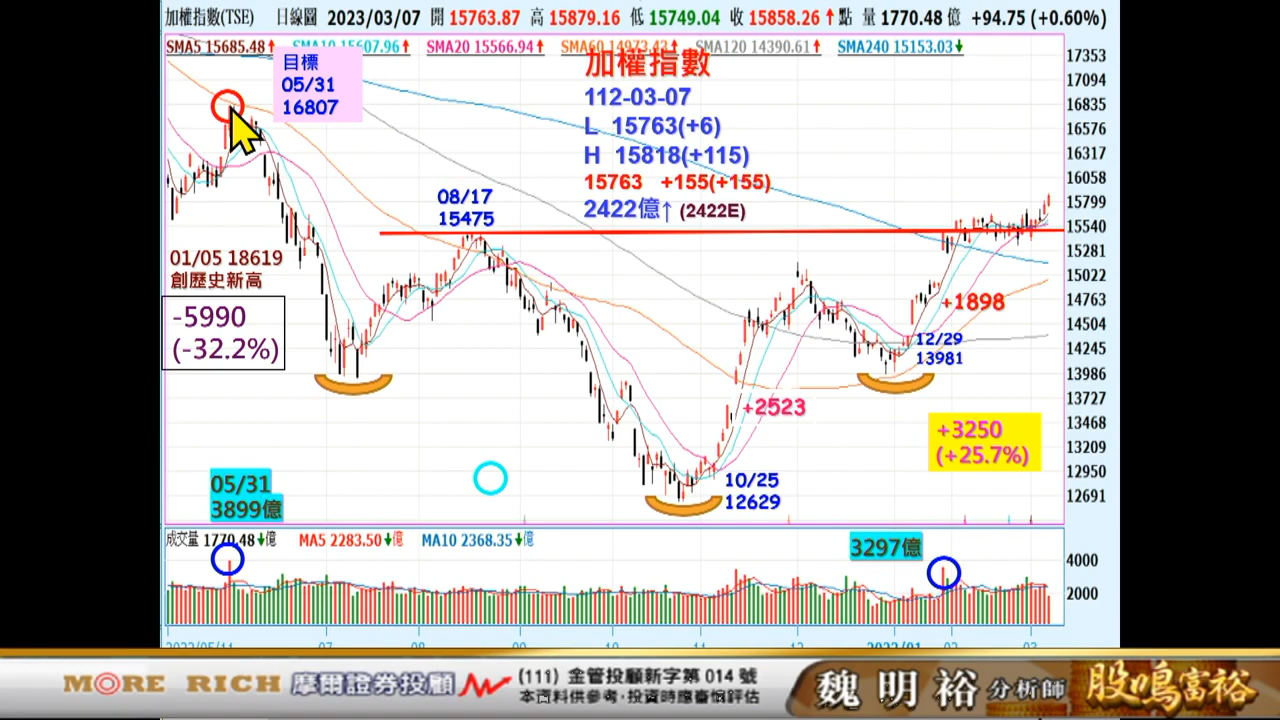 加權指數(TSE) 日線圖 2023/03/07 開 15763.87 高 15879.16 低 15749.04 收 15858.26 ↑ 點 量 1770.48 億 +94.75 (+0.60%)
SMA5 15685.48↑ SMA10 15607.96↑ SMA20 15566.94↑ SMA60 14973.42↑ SMA120 14390.61↑ SMA240 15153.03↓
目標
05/31
16807
加權指數
112-03-07
L 15763(+6)
H 15818(+115)
15763 +155(+155)
2422億↑ (2422E)
08/17
15475
01/05 18619
創歷史新高
-5990
(-32.2%)
+1898
12/29
13981
+2523
+3250
(+25.7%)
10/25
12629
05/31
3899億
17353
17094
16835
16576
16317
16058
15799
15540
15281
15022
14763
14504
14245
13986
13727
13468
13209
12950
12691
成交量 1770.48↓億 MA5 2283.50↓億 MA10 2368.35↓億
3297億
4000
2000
MORE RICH 摩爾證券投顧 (111) 金管投顧新字第 014 號
本資料供參考，投資時應審慎評估
魏明裕 分析師 股鳴富裕